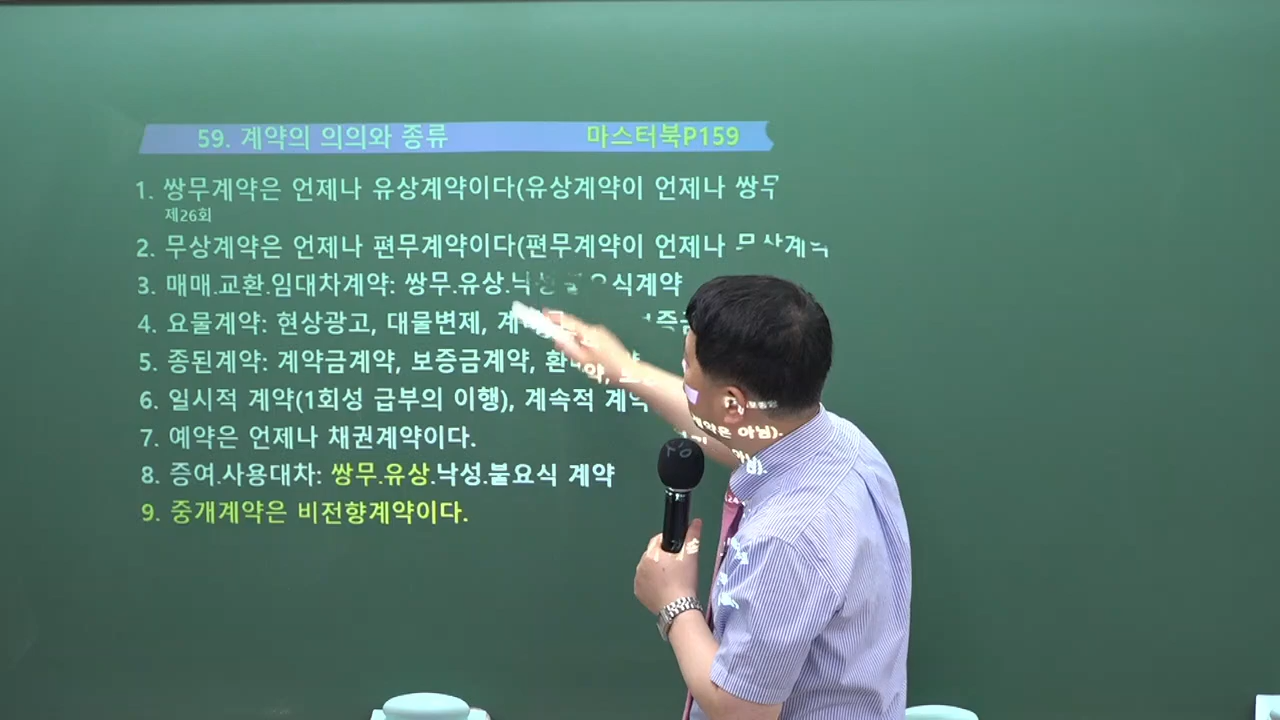 59. 계약의 의의와 종류 마스터북P159
1. 쌍무계약은 언제나 유상계약이다(유상계약이 언제나
제26회
2. 무상계약은 언제나 편무계약이다(편무계약이 언제나
3. 매매.교환.임대차계약: 쌍무.유상.
4. 요물계약: 현상광고, 대물변제,
5. 종된계약: 계약금계약, 보증금계약,
6. 일시적 계약(1회성 급부의 이행), 계속적
7. 예약은 언제나 채권계약이다.
8. 증여.사용대차: 쌍무.유상.낙성.불요식 계약
9. 중개계약은 비전향계약이다.